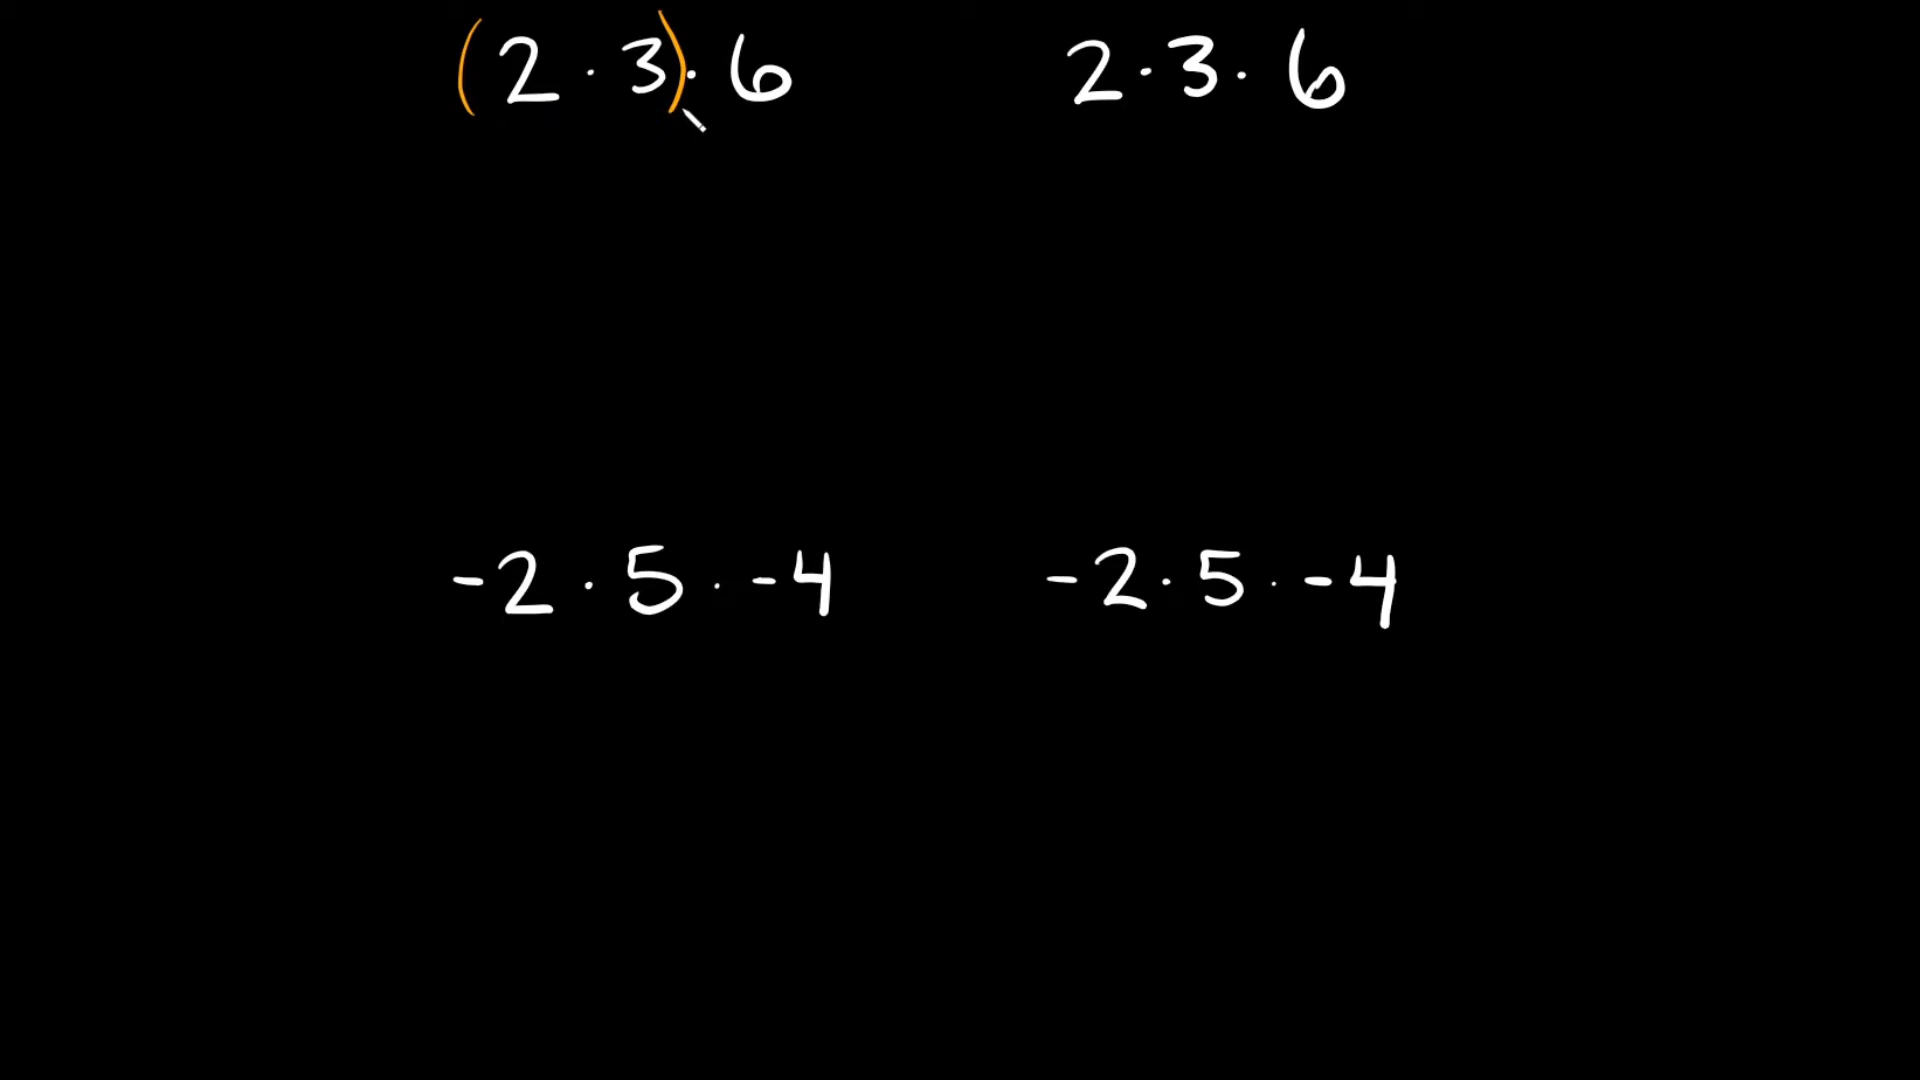 (2 · 3) · 6    2 · 3 · 6
-2 · 5 · -4    -2 · 5 · -4